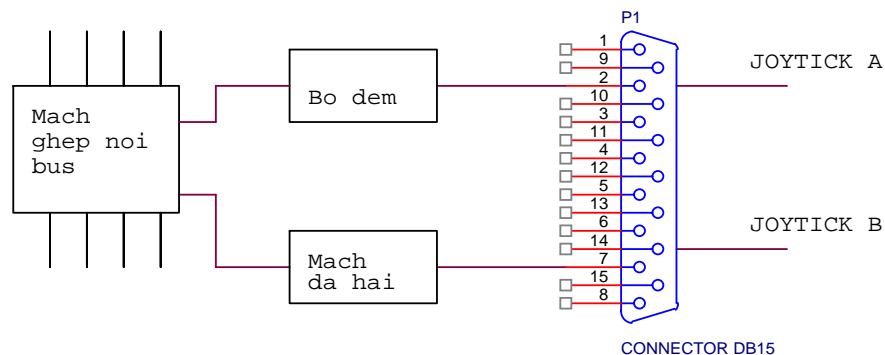 P1
1
9
2
10
3
11
4
12
5
13
6
14
7
15
8
JOYTICK A
Bo dem
Mach
ghep noi
bus
JOYTICK B
Mach
da hai
CONNECTOR DB15